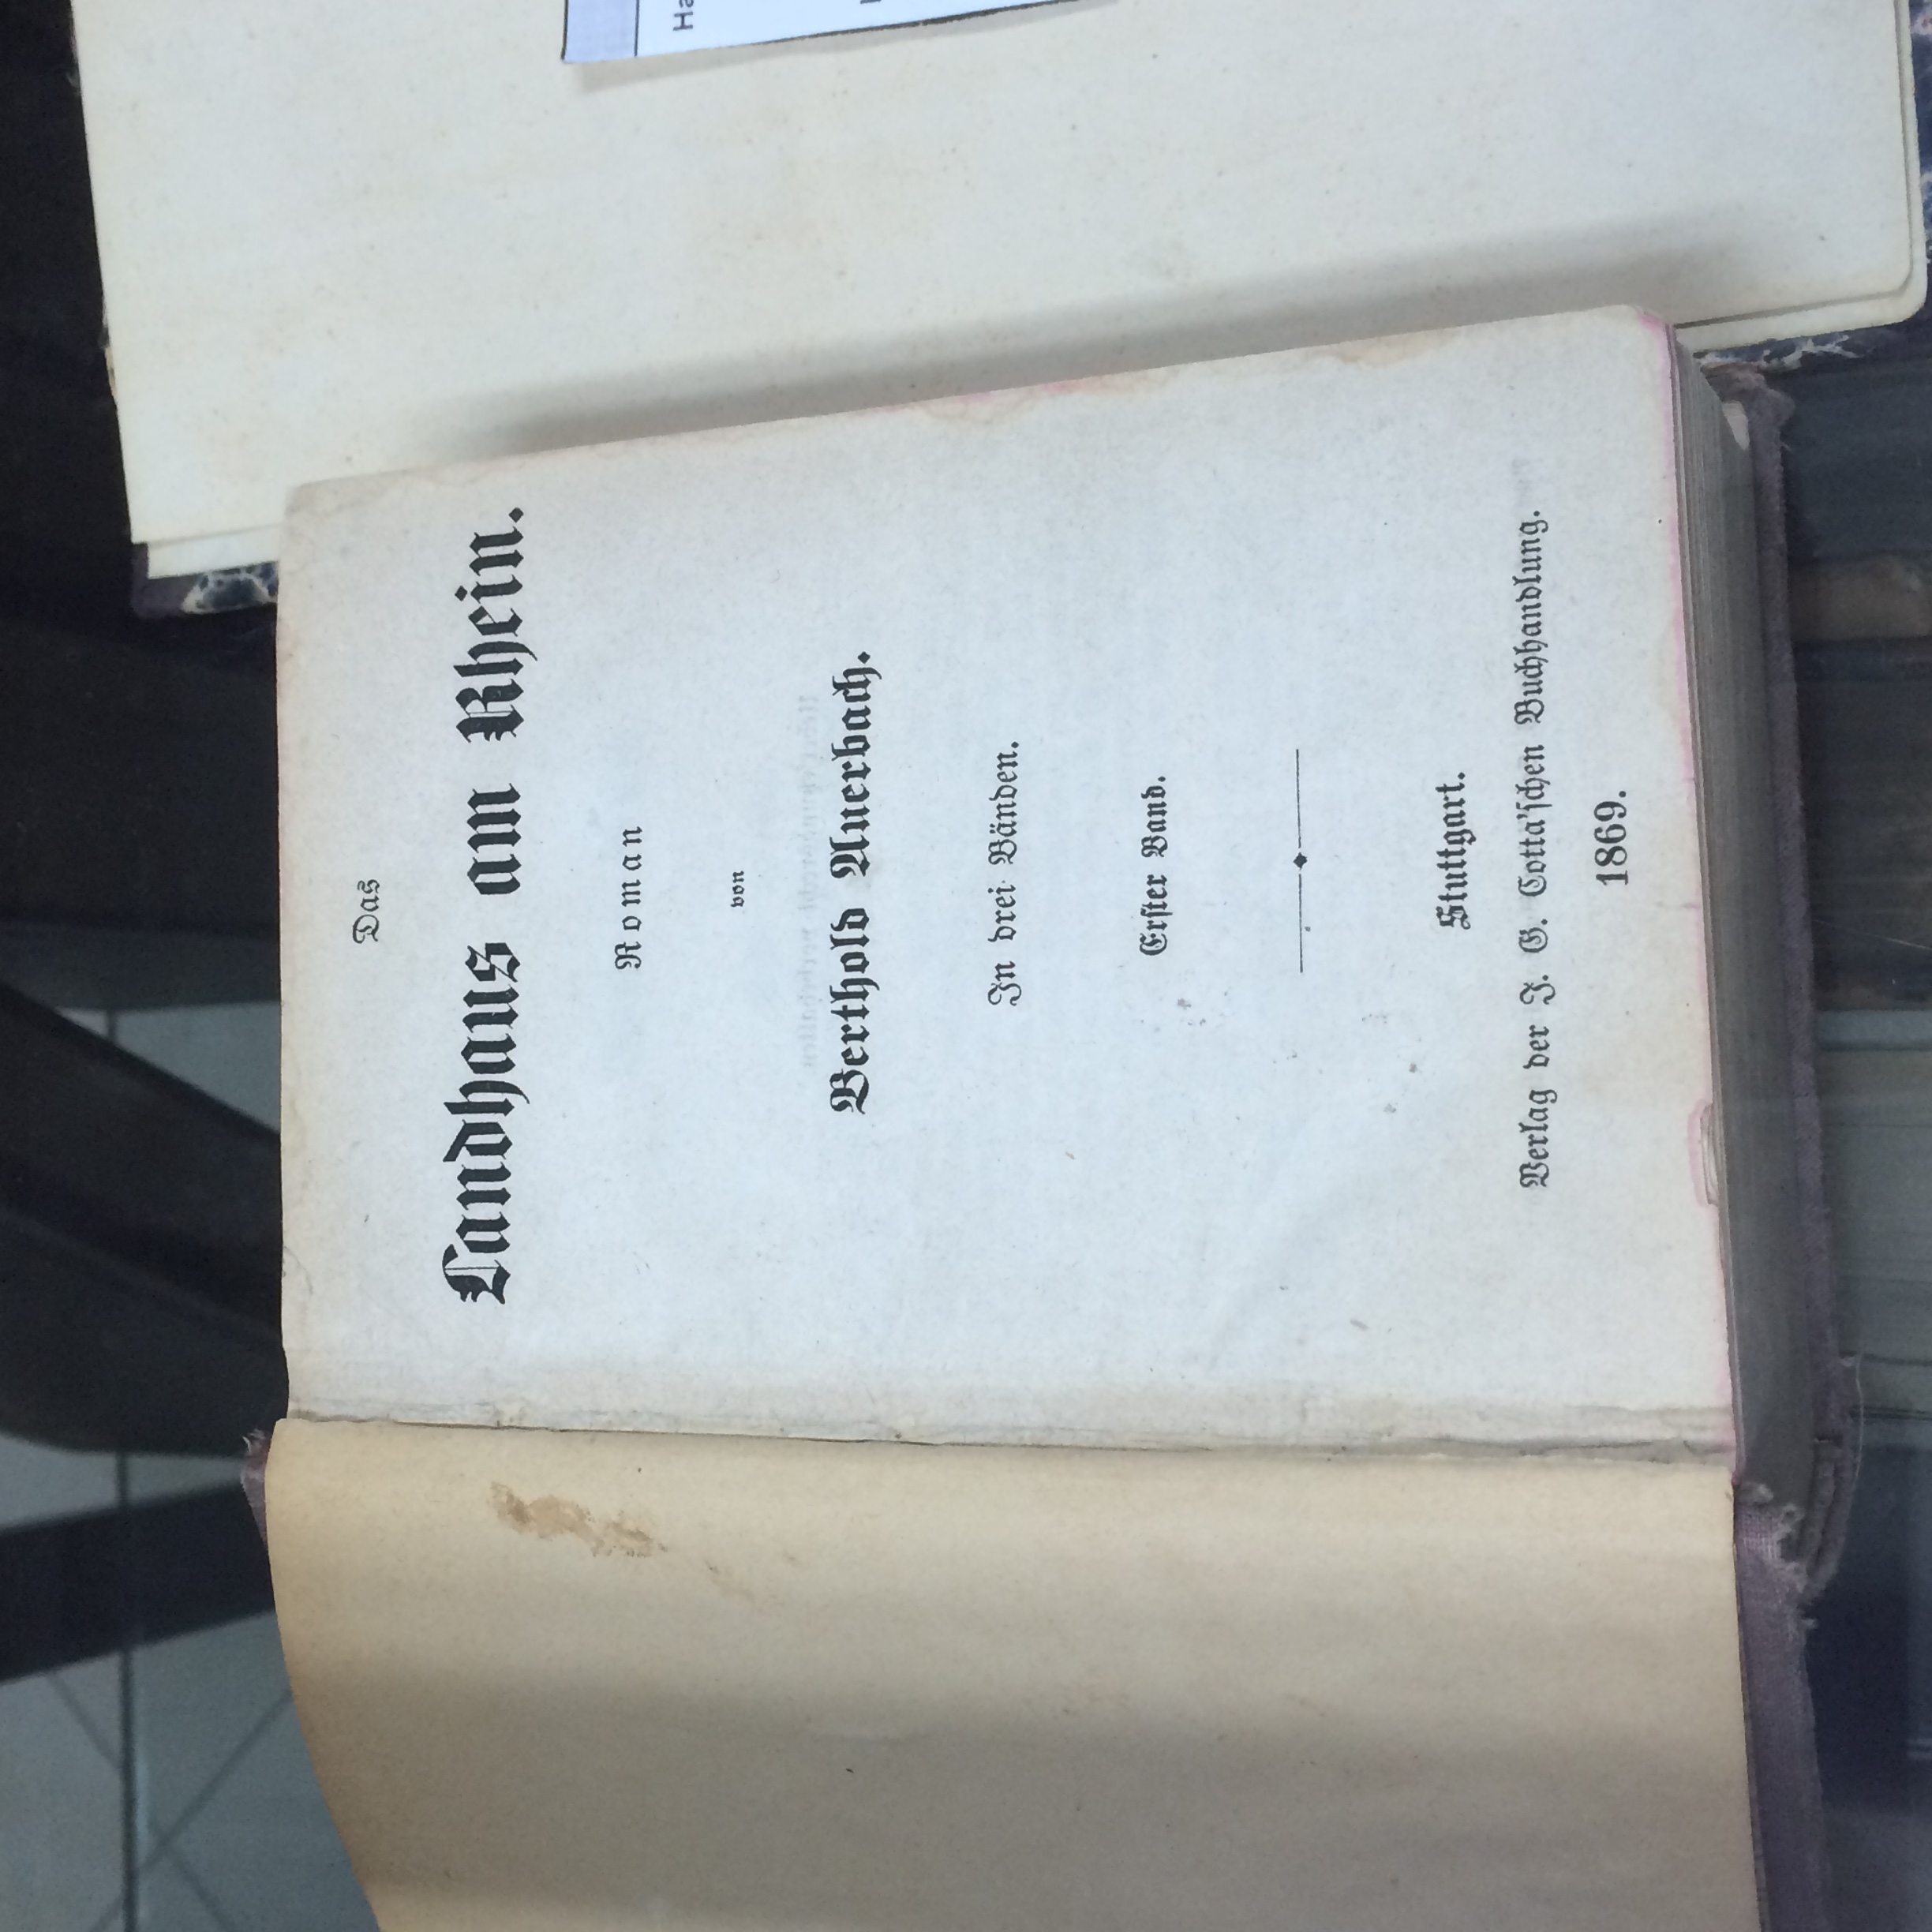 Das
Landhaus am Rhein.
Roman
von
Berthold Auerbach.
In drei Bänden.
Erster Band.
Stuttgart.
Verlag der J. G. Cotta'schen Buchhandlung.
1869.